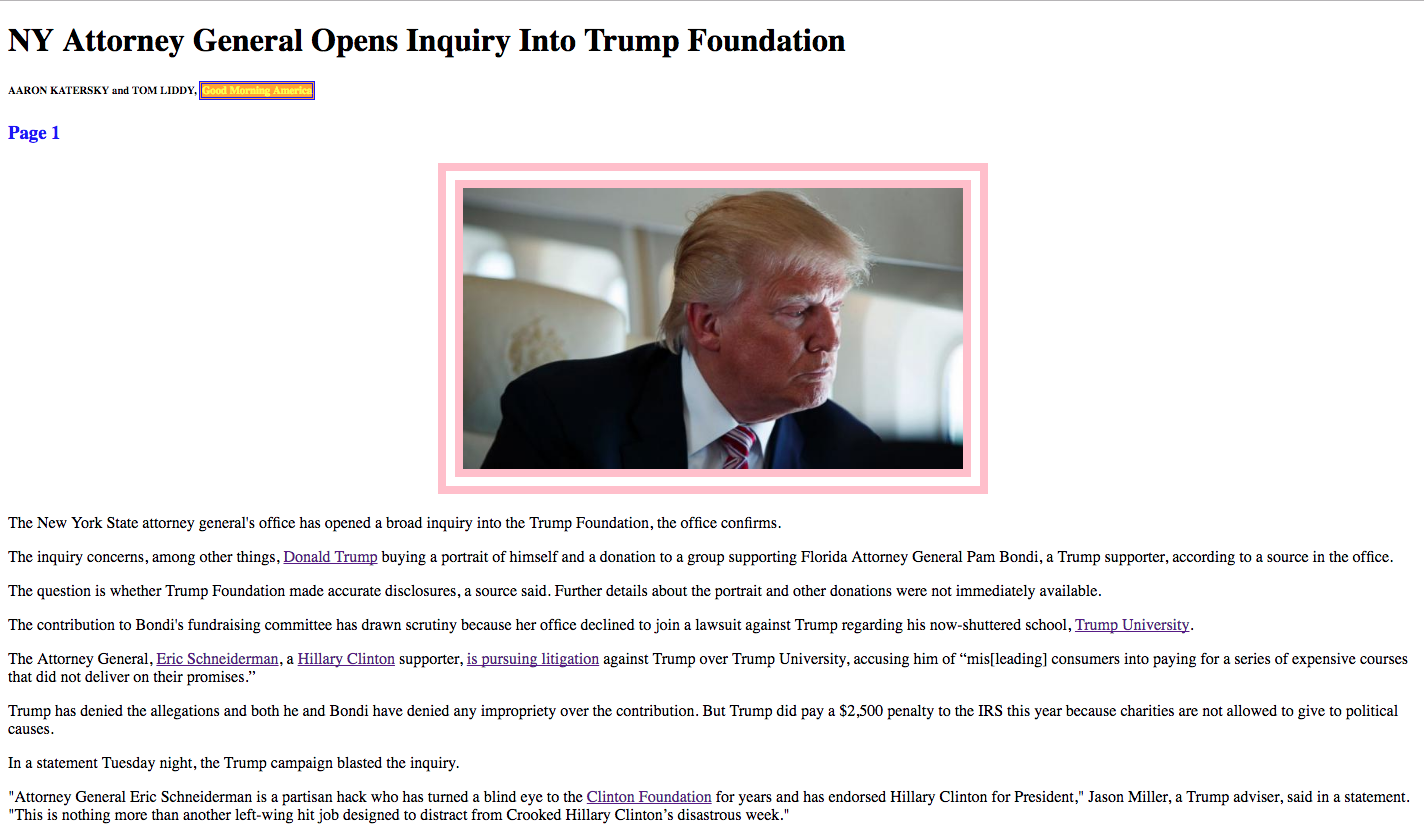 NY Attorney General Opens Inquiry Into Trump Foundation
AARON KATERSKY and TOM LIDDY, Good Morning America
Page 1
The New York State attorney general's office has opened a broad inquiry into the Trump Foundation, the office confirms.
The inquiry concerns, among other things, Donald Trump buying a portrait of himself and a donation to a group supporting Florida Attorney General Pam Bondi, a Trump supporter, according to a source in the office.
The question is whether Trump Foundation made accurate disclosures, a source said. Further details about the portrait and other donations were not immediately available.
The contribution to Bondi's fundraising committee has drawn scrutiny because her office declined to join a lawsuit against Trump regarding his now-shuttered school, Trump University.
The Attorney General, Eric Schneiderman, a Hillary Clinton supporter, is pursuing litigation against Trump over Trump University, accusing him of “mis[leading] consumers into paying for a series of expensive courses
that did not deliver on their promises.”
Trump has denied the allegations and both he and Bondi have denied any impropriety over the contribution. But Trump did pay a $2,500 penalty to the IRS this year because charities are not allowed to give to political
causes.
In a statement Tuesday night, the Trump campaign blasted the inquiry.
"Attorney General Eric Schneiderman is a partisan hack who has turned a blind eye to the Clinton Foundation for years and has endorsed Hillary Clinton for President," Jason Miller, a Trump adviser, said in a statement.
"This is nothing more than another left-wing hit job designed to distract from Crooked Hillary Clinton’s disastrous week."